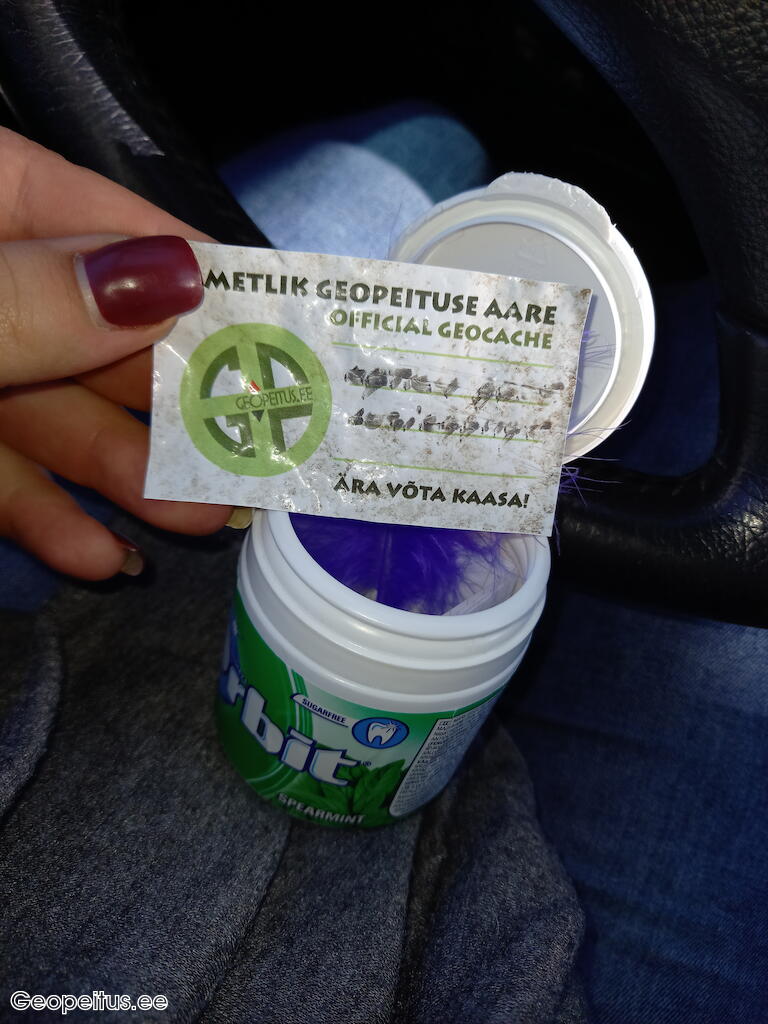 METLIK GEOPEITUSE AARE
OFFICIAL GEOCACHE
GEOPEITUS.EE
ÄRA VÕTA KAASA!
SUGARFREE
rbit
SPEARMINT
Geopeitus.ee